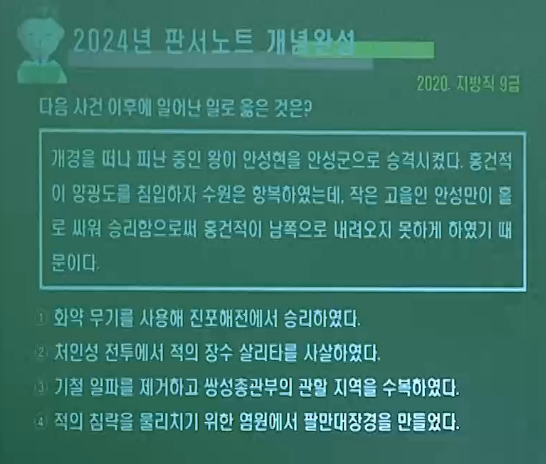 2024년 판서노트 개념완성
2020. 지방직 9급
다음 사건 이후에 일어난 일로 옳은 것은?
개경을 떠나 피난 중인 왕이 안성현을 안성군으로 승격시켰다. 홍건적
이 양광도를 침입하자 수원은 항복하였는데, 작은 고을인 안성만이 홀
로 싸워 승리함으로써 홍건적이 남쪽으로 내려오지 못하게 하였기 때
문이다.
① 화약 무기를 사용해 진포해전에서 승리하였다.
② 처인성 전투에서 적의 장수 살리타를 사살하였다.
③ 기철 일파를 제거하고 쌍성총관부의 관할 지역을 수복하였다.
④ 적의 침략을 물리치기 위한 염원에서 팔만대장경을 만들었다.